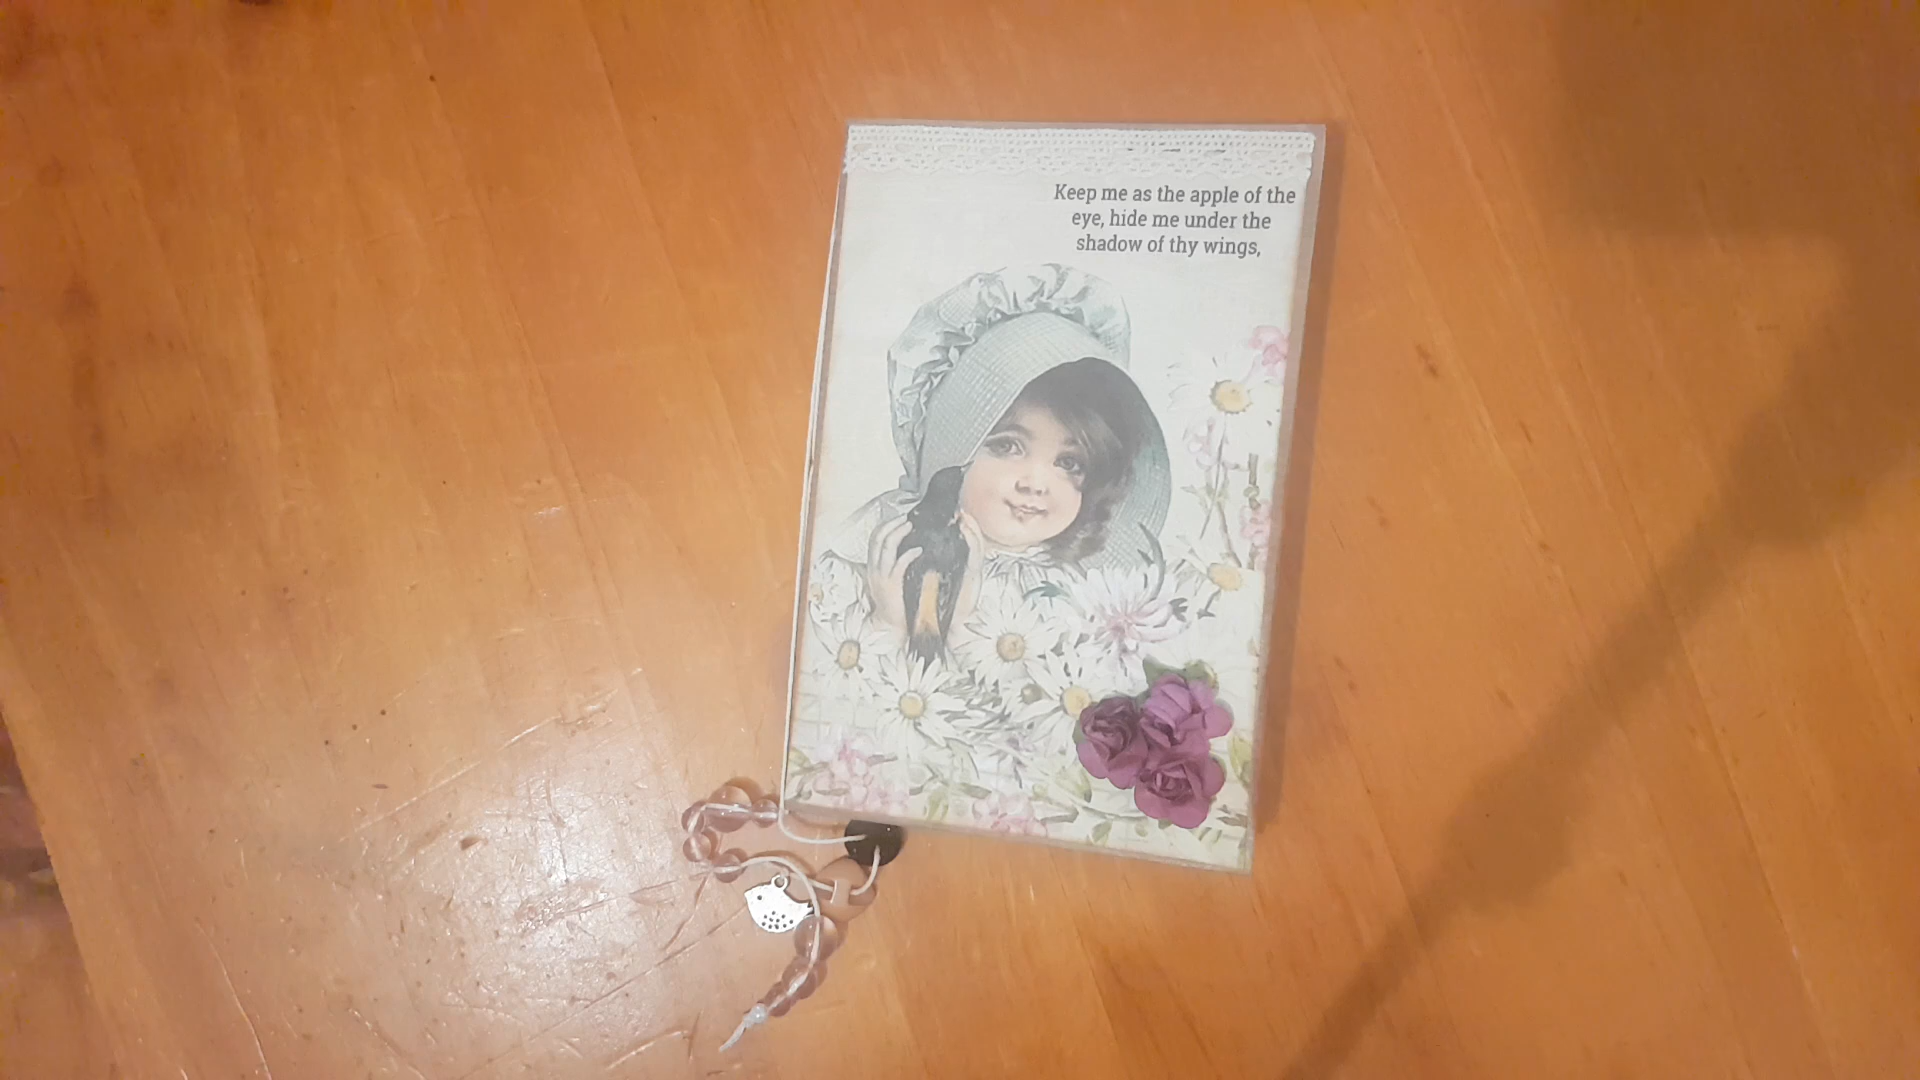 Keep me as the apple of the
eye, hide me under the
shadow of thy wings,